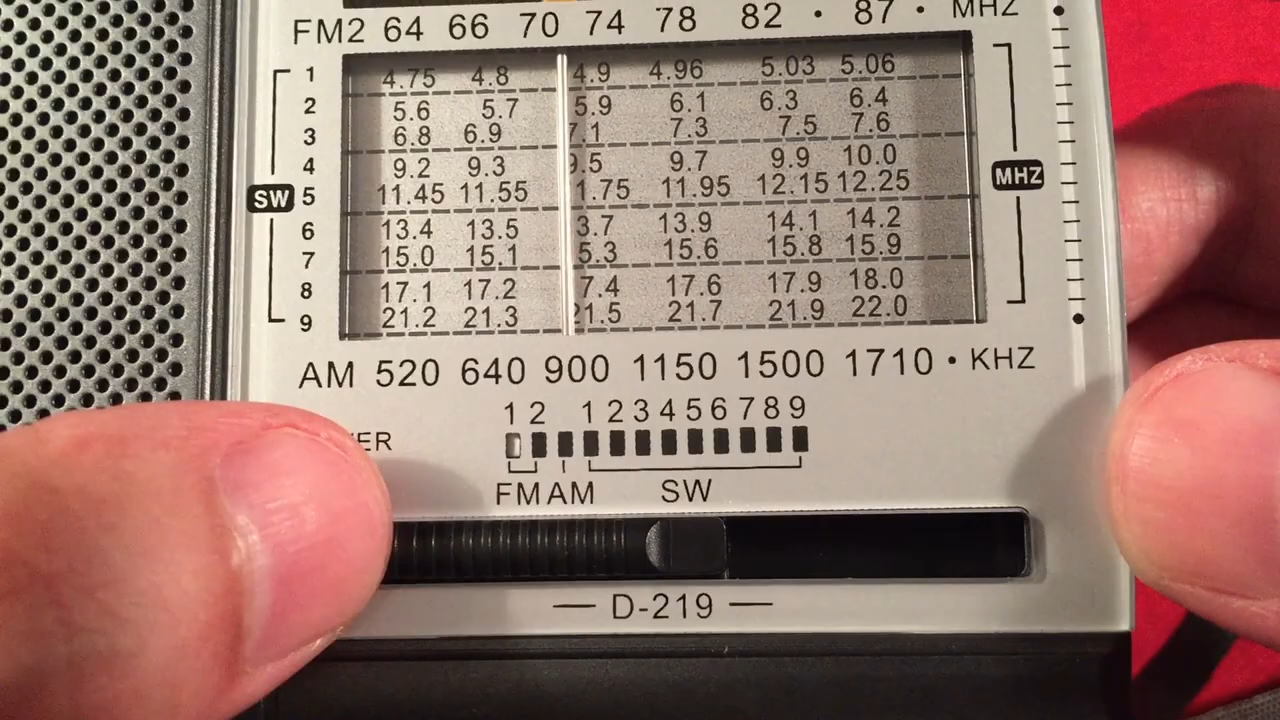 FM2 64 66 70 74 78 82 • 87 • MHZ
1 4.75 4.8 4.9 4.96 5.03 5.06
2 5.6 5.7 5.9 6.1 6.3 6.4
3 6.8 6.9 7.1 7.3 7.5 7.6
4 9.2 9.3 9.5 9.7 9.9 10.0
SW 5 11.45 11.55 1.75 11.95 12.15 12.25 MHZ
6 13.4 13.5 3.7 13.9 14.1 14.2
7 15.0 15.1 5.3 15.6 15.8 15.9
8 17.1 17.2 7.4 17.6 17.9 18.0
9 21.2 21.3 21.5 21.7 21.9 22.0
AM 520 640 900 1150 1500 1710 • KHZ
1 2 1 2 3 4 5 6 7 8 9
ER
FM AM SW
— D-219 —